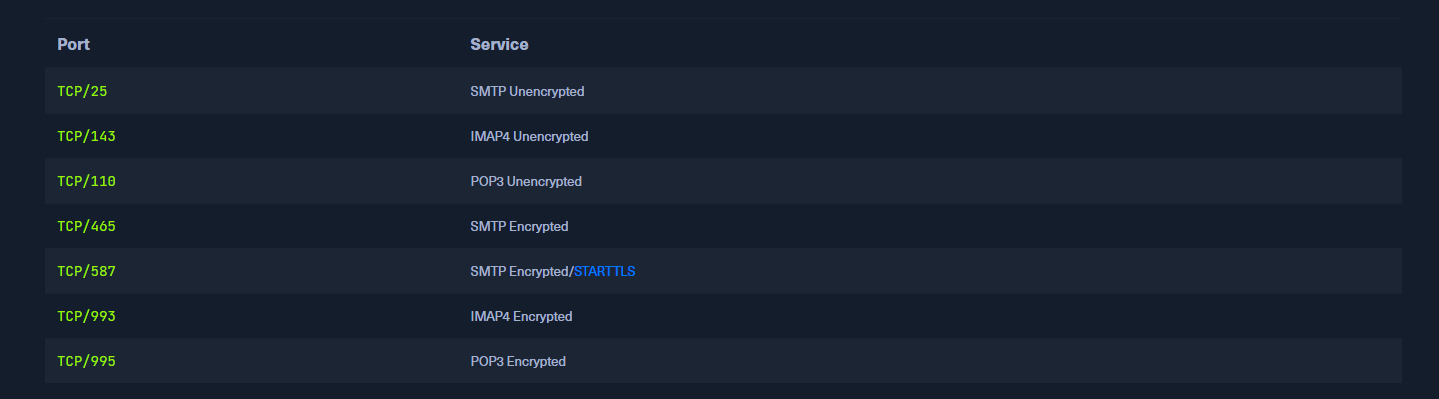 Port Service
TCP/25 SMTP Unencrypted
TCP/143 IMAP4 Unencrypted
TCP/110 POP3 Unencrypted
TCP/465 SMTP Encrypted
TCP/587 SMTP Encrypted/STARTTLS
TCP/993 IMAP4 Encrypted
TCP/995 POP3 Encrypted